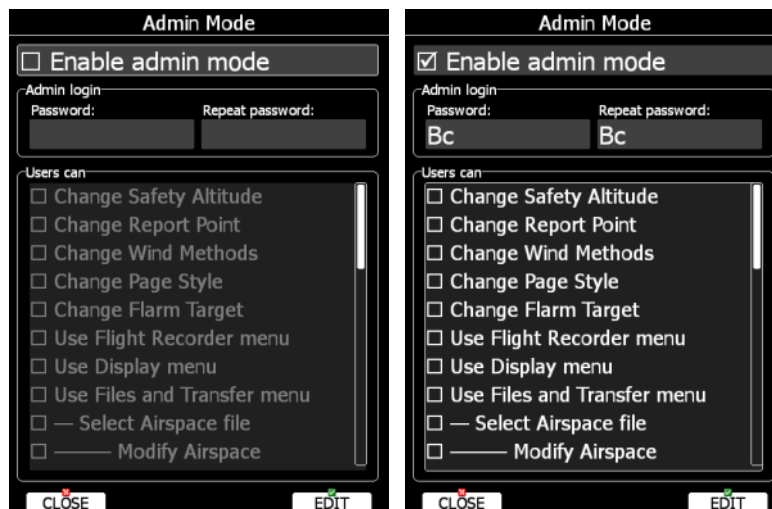 Admin Mode
Enable admin mode
Admin login
Password: Repeat password:
Users can
Change Safety Altitude
Change Report Point
Change Wind Methods
Change Page Style
Change Flarm Target
Use Flight Recorder menu
Use Display menu
Use Files and Transfer menu
— Select Airspace file
——— Modify Airspace
CLOSE EDIT
Admin Mode
Enable admin mode
Admin login
Password: Repeat password:
Bc Bc
Users can
Change Safety Altitude
Change Report Point
Change Wind Methods
Change Page Style
Change Flarm Target
Use Flight Recorder menu
Use Display menu
Use Files and Transfer menu
— Select Airspace file
——— Modify Airspace
CLOSE EDIT